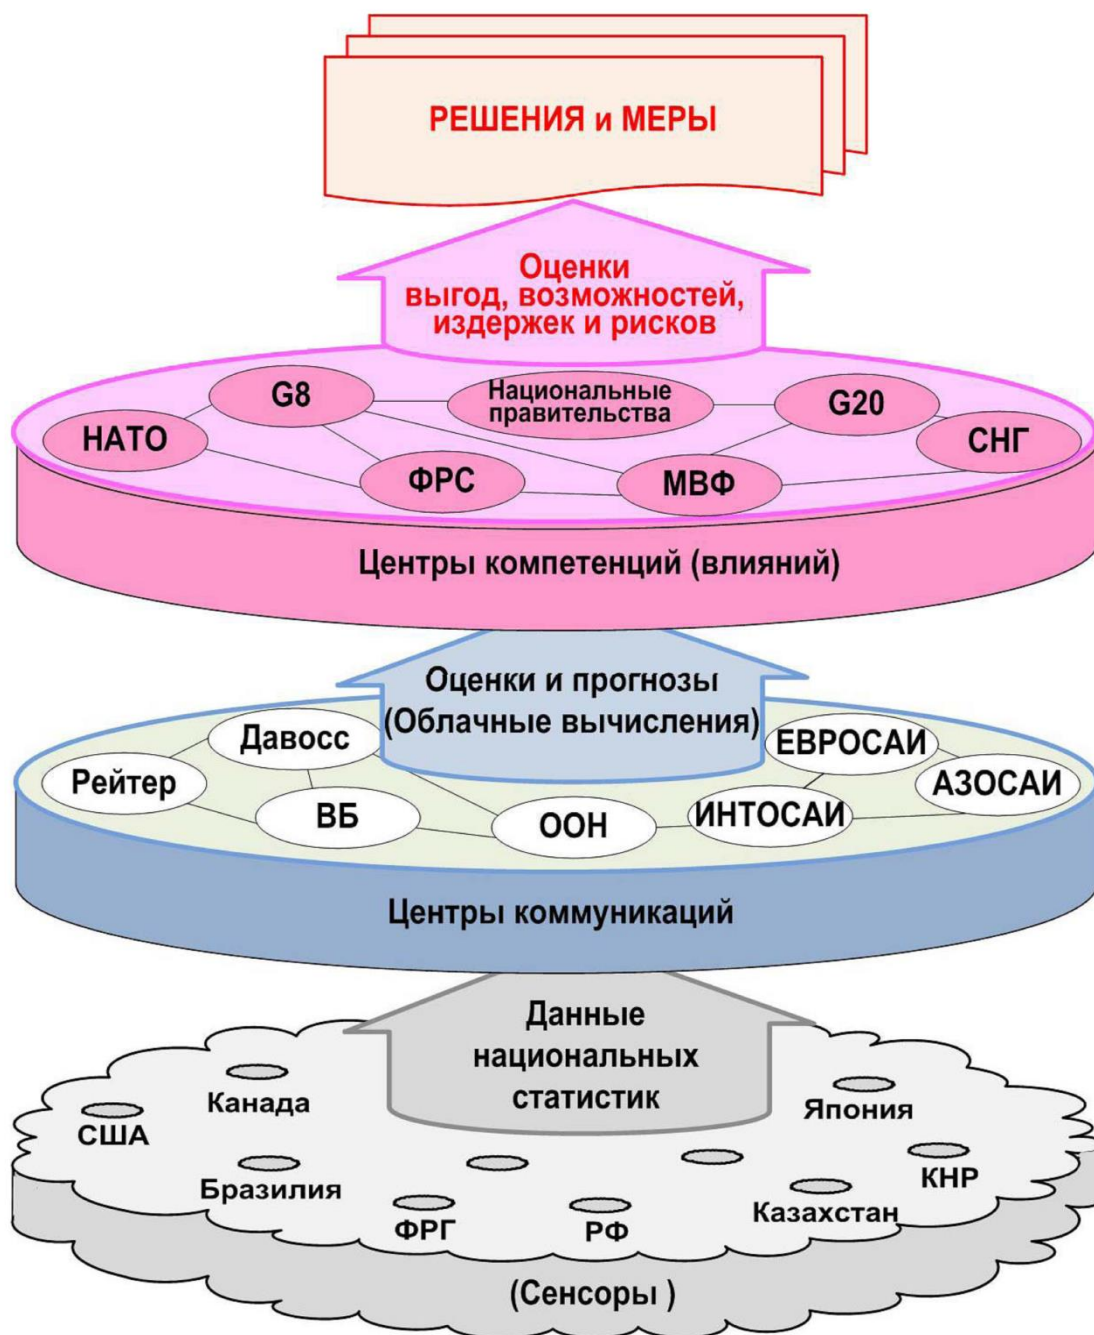 РЕШЕНИЯ и МЕРЫ
Оценки
выгод, возможностей,
издержек и рисков
G8
Национальные
правительства
G20
НАТО
СНГ
ФРС
МВФ
Центры компетенций (влияний)
Оценки и прогнозы
(Облачные вычисления)
Давосс
ЕВРОСАИ
Рейтер
АЗОСАИ
ВБ
ООН
ИНТОСАИ
Центры коммуникаций
Данные
национальных
статистик
Канада
Япония
США
Бразилия
КНР
ФРГ
РФ
Казахстан
(Сенсоры )